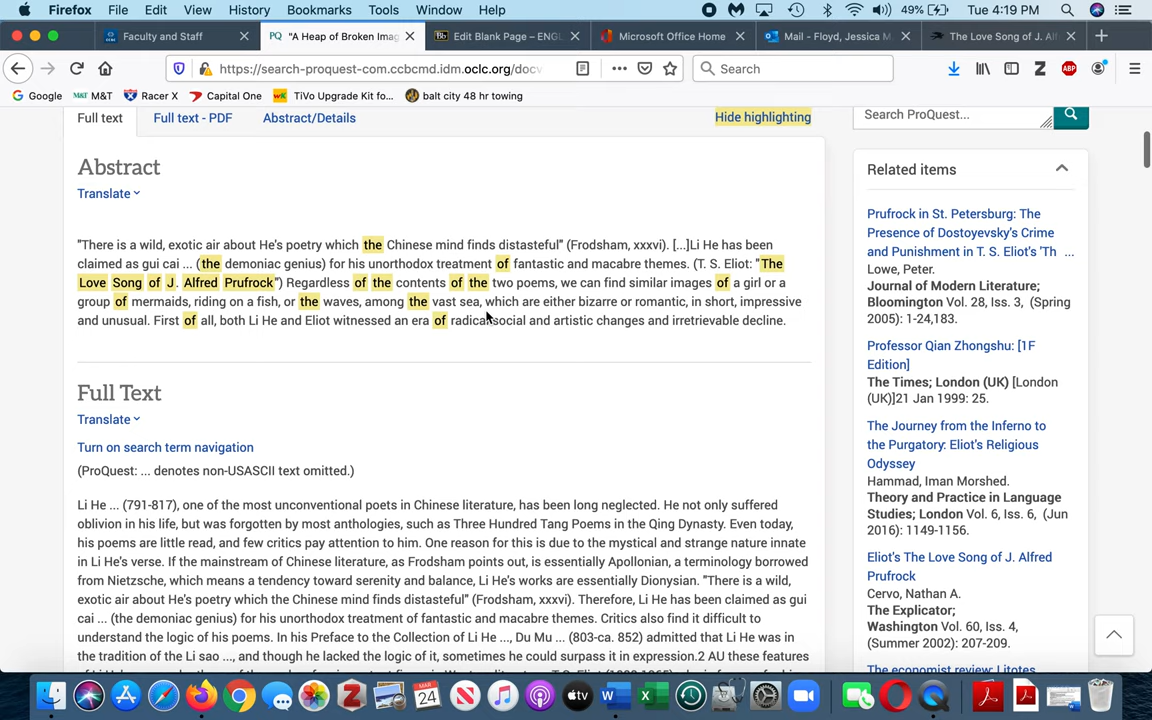 Firefox File Edit View History Bookmarks Tools Window Help 49% Tue 4:19 PM
Faculty and Staff
PQ "A Heap of Broken Imag
Edit Blank Page – ENGL
Microsoft Office Home
Mail - Floyd, Jessica M
The Love Song of J. Alf
https://search-proquest-com.ccbcmd.idm.oclc.org/docv
Search
Z
ABP
Google
M&T M&T
Racer X
Capital One
TiVo Upgrade Kit fo...
balt city 48 hr towing
Full text
Full text - PDF
Abstract/Details
Hide highlighting
Abstract
Translate
"There is a wild, exotic air about He's poetry which the Chinese mind finds distasteful" (Frodsham, xxxvi). [...]Li He has been
claimed as gui cai ... (the demoniac genius) for his unorthodox treatment of fantastic and macabre themes. (T. S. Eliot: "The
Love Song of J. Alfred Prufrock") Regardless of the contents of the two poems, we can find similar images of a girl or a
group of mermaids, riding on a fish, or the waves, among the vast sea, which are either bizarre or romantic, in short, impressive
and unusual. First of all, both Li He and Eliot witnessed an era of radical social and artistic changes and irretrievable decline.
Full Text
Translate
Turn on search term navigation
(ProQuest: ... denotes non-USASCII text omitted.)
Li He ... (791-817), one of the most unconventional poets in Chinese literature, has been long neglected. He not only suffered
oblivion in his life, but was forgotten by most anthologies, such as Three Hundred Tang Poems in the Qing Dynasty. Even today,
his poems are little read, and few critics pay attention to him. One reason for this is due to the mystical and strange nature innate
in Li He's verse. If the mainstream of Chinese literature, as Frodsham points out, is essentially Apollonian, a terminology borrowed
from Nietzsche, which means a tendency toward serenity and balance, Li He's works are essentially Dionysian. "There is a wild,
exotic air about He's poetry which the Chinese mind finds distasteful" (Frodsham, xxxvi). Therefore, Li He has been claimed as gui
cai ... (the demoniac genius) for his unorthodox treatment of fantastic and macabre themes. Critics also find it difficult to
understand the logic of his poems. In his Preface to the Collection of Li He ..., Du Mu ... (803-ca. 852) admitted that Li He was in
the tradition of the Li sao ..., and though he lacked the logic of it, sometimes he could surpass it in expression.2 AU these features
Search ProQuest...
Related items
Prufrock in St. Petersburg: The
Presence of Dostoyevsky's Crime
and Punishment in T. S. Eliot's 'Th ...
Lowe, Peter.
Journal of Modern Literature;
Bloomington Vol. 28, Iss. 3, (Spring
2005): 1-24,183.
Professor Qian Zhongshu: [1F
Edition]
The Times; London (UK) [London
(UK)]21 Jan 1999: 25.
The Journey from the Inferno to
the Purgatory: Eliot's Religious
Odyssey
Hammad, Iman Morshed.
Theory and Practice in Language
Studies; London Vol. 6, Iss. 6, (Jun
2016): 1149-1156.
Eliot's The Love Song of J. Alfred
Prufrock
Cervo, Nathan A.
The Explicator;
Washington Vol. 60, Iss. 4,
(Summer 2002): 207-209.
The economist review: Litotes
MAR
24
tv